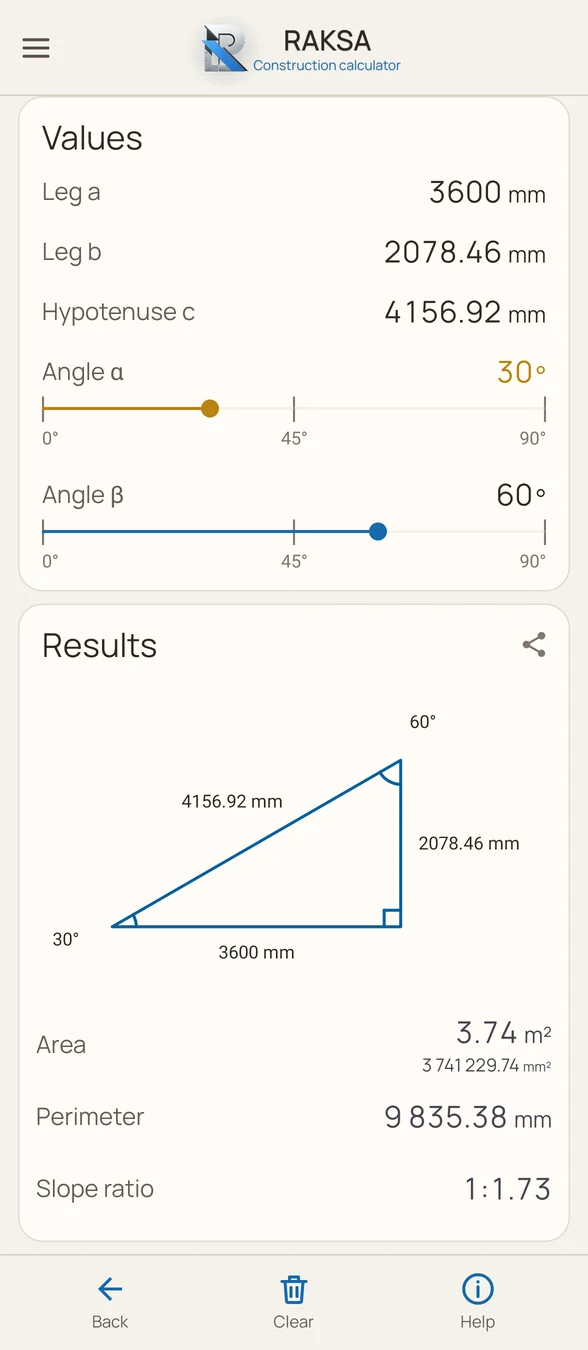 RAKSA
Construction calculator
Values
Leg a 3600 mm
Leg b 2078.46 mm
Hypotenuse c 4156.92 mm
Angle α 30°
0° 45° 90°
Angle β 60°
0° 45° 90°
Results
60°
4156.92 mm
2078.46 mm
30°
3600 mm
Area 3.74 m²
3 741 229.74 mm²
Perimeter 9 835.38 mm
Slope ratio 1:1.73
Back Clear Help